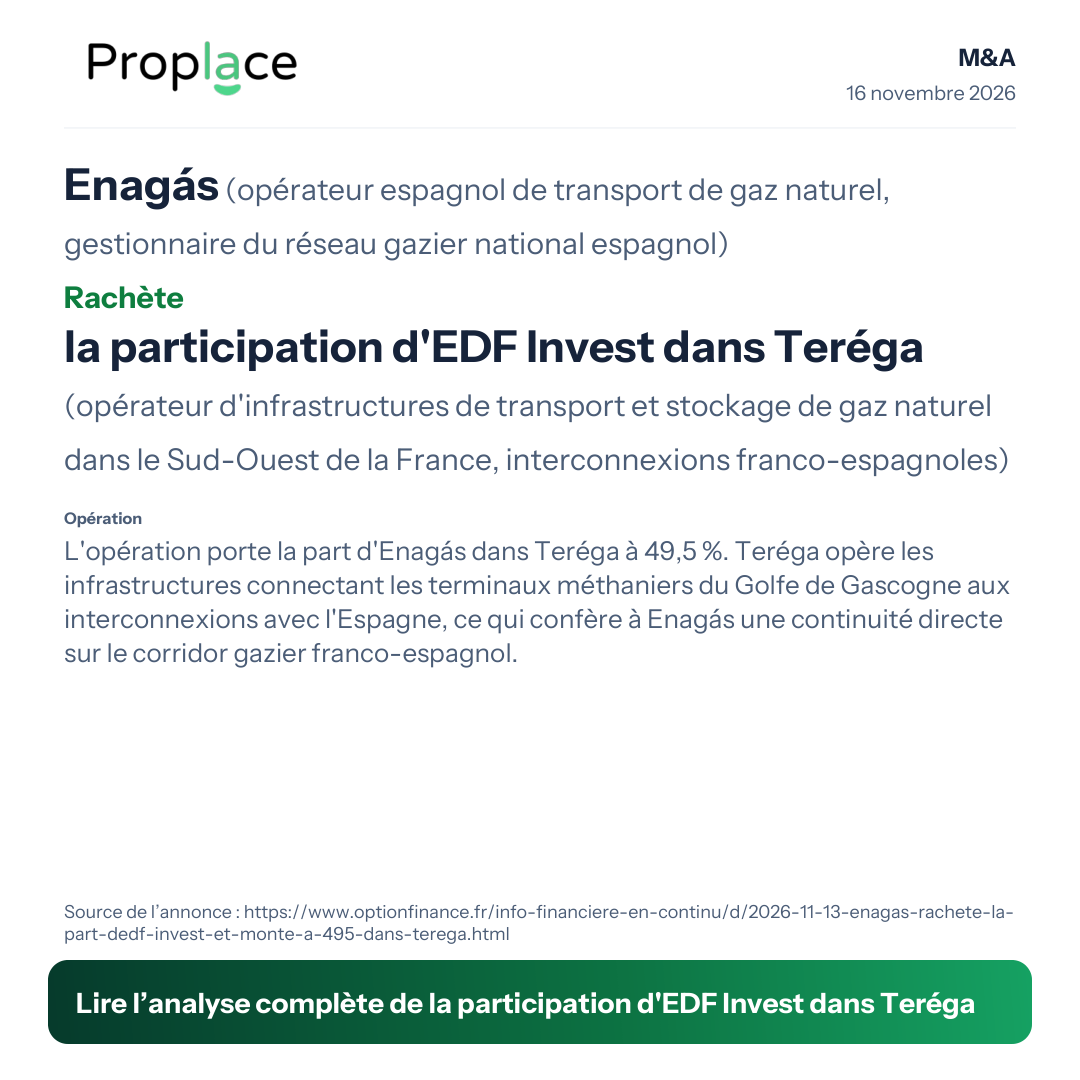 Proplace
M&A
16 novembre 2026
Enagás (opérateur espagnol de transport de gaz naturel,
gestionnaire du réseau gazier national espagnol)
Rachète
la participation d'EDF Invest dans Teréga
(opérateur d'infrastructures de transport et stockage de gaz naturel
dans le Sud-Ouest de la France, interconnexions franco-espagnoles)
Opération
L'opération porte la part d'Enagás dans Teréga à 49,5 %. Teréga opère les
infrastructures connectant les terminaux méthaniers du Golfe de Gascogne aux
interconnexions avec l'Espagne, ce qui confère à Enagás une continuité directe
sur le corridor gazier franco-espagnol.
Source de l’annonce : https://www.optionfinance.fr/info-financiere-en-continu/d/2026-11-13-enagas-rachete-la-
part-dedf-invest-et-monte-a-495-dans-terega.html
Lire l’analyse complète de la participation d'EDF Invest dans Teréga